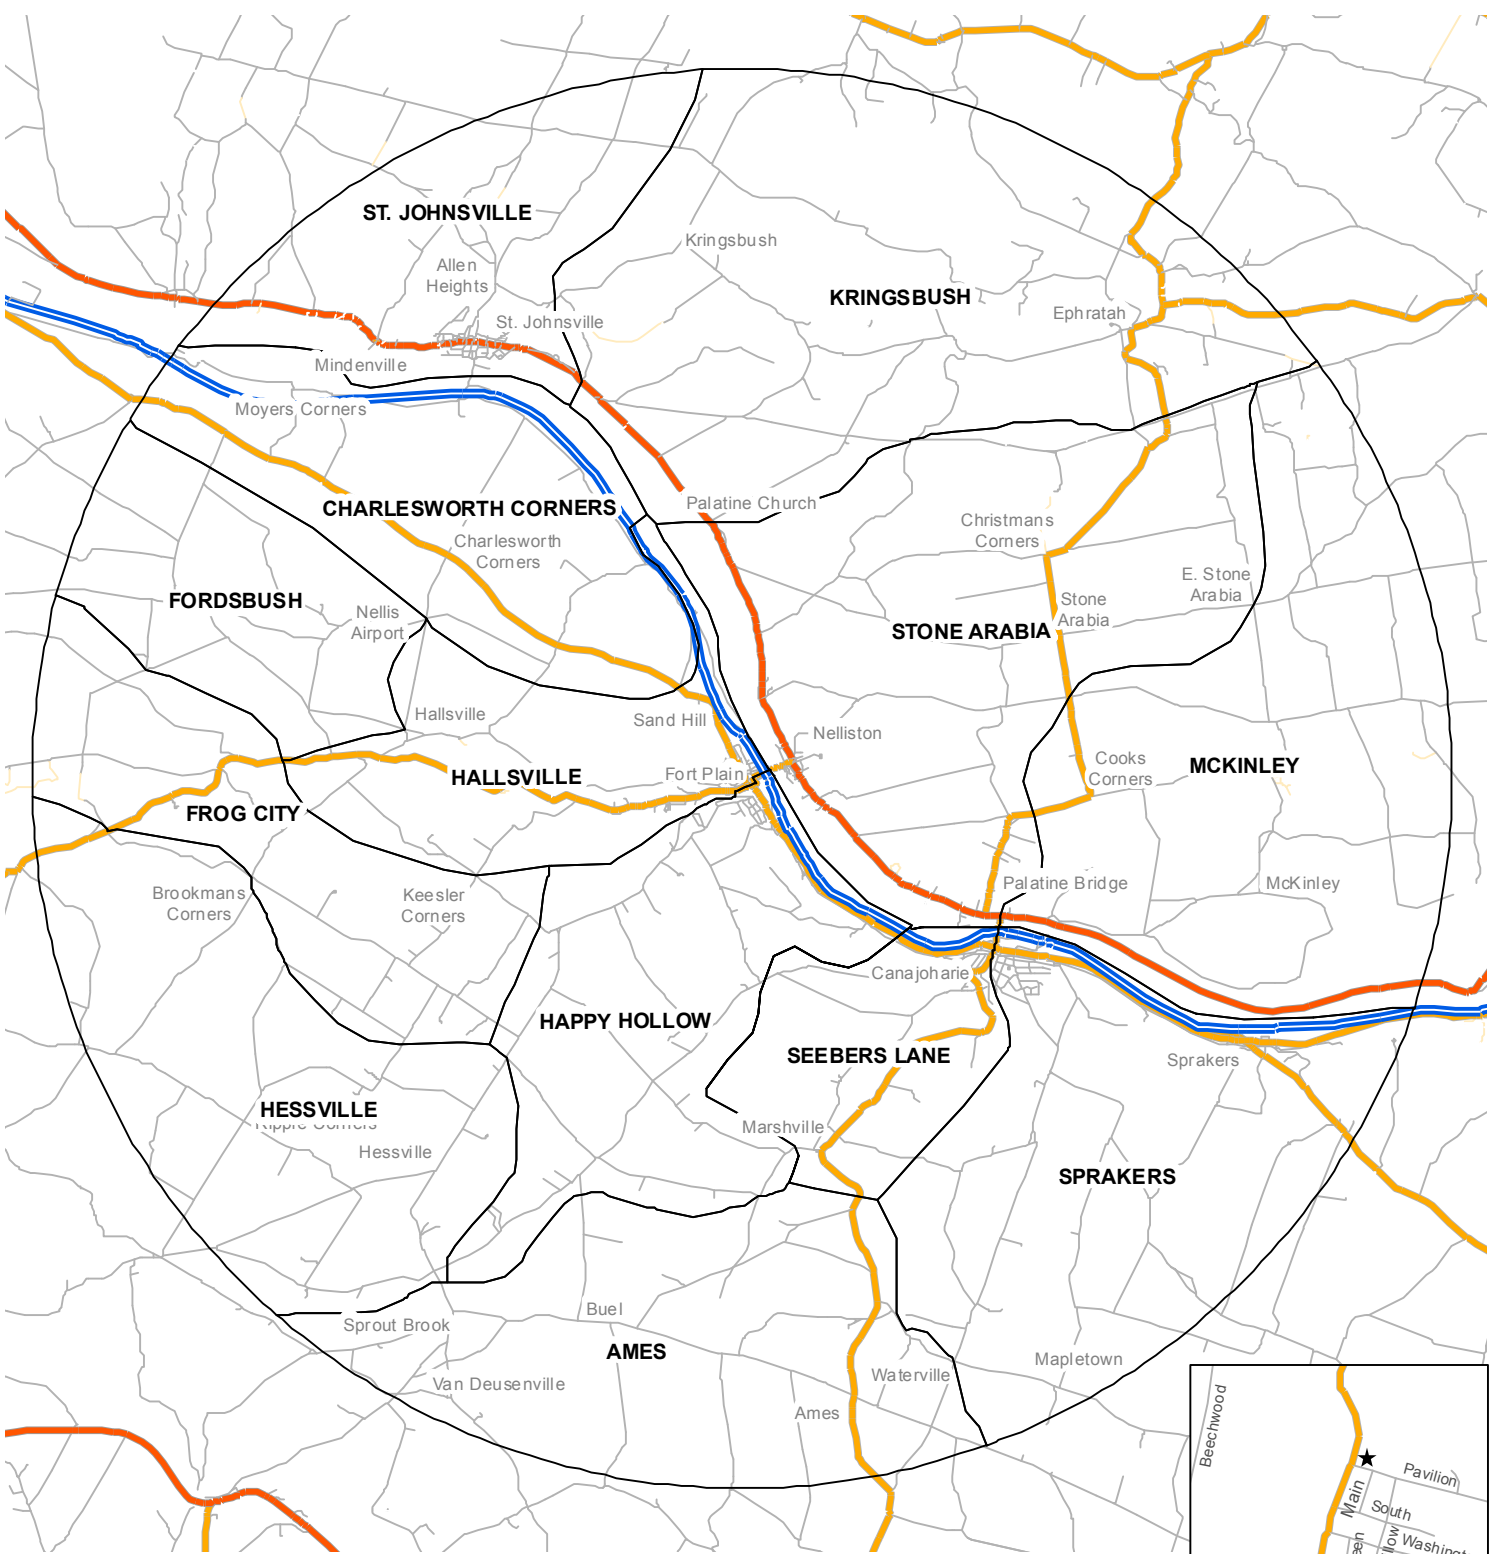 ST. JOHNSVILLE
Kringsbush
Allen
Heights
KRINGSBUSH
Ephratah
St. Johnsville
Mindenville
Moyers Corners
CHARLESWORTH CORNERS
Palatine Church
Christmans
Corners
Charlesworth
Corners
E. Stone
Arabia
FORDSBUSH
Nellis
Airport
Stone
Arabia
STONE ARABIA
Hallsville
Sand Hill
Nelliston
Cooks
Corners
MCKINLEY
HALLSVILLE
Fort Plain
FROG CITY
Brookmans
Corners
Keesler
Corners
Palatine Bridge
McKinley
Canajoharie
HAPPY HOLLOW
SEEBERS LANE
Sprakers
HESSVILLE
Hessville
Marshville
SPRAKERS
Sprout Brook
Buel
AMES
Mapletown
Waterville
Van Deusenville
Ames
Beechwood
Pavilion
Main
South